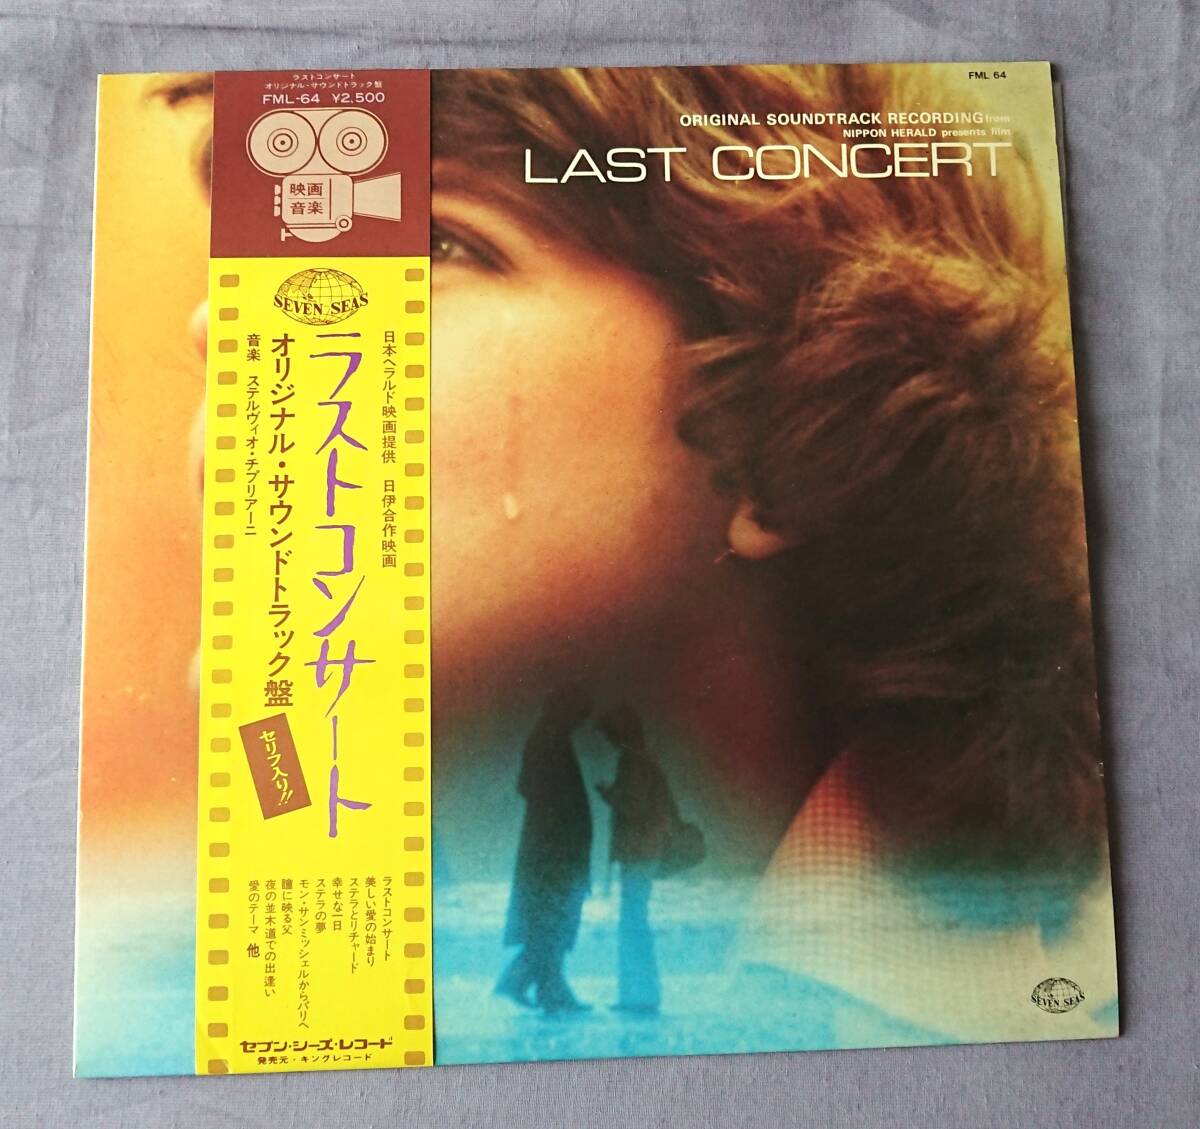 ラストコンサート
オリジナル・サウンドトラック盤
FML-64 ¥2,500
映画
音楽
SEVEN SEAS
日本ヘラルド映画提供 日伊合作映画
ラストコンサート
オリジナル・サウンドトラック盤
音楽 ステルヴィオ・チプリアーニ
セリフ入り!!
ラストコンサート
美しい愛の始まり
ステラとリチャード
幸せな一日
ステラの夢
モン・サンミッシェルからパリへ
瞳に映る父
夜の並木道での出逢い
愛のテーマ 他
セブン・シーズ・レコード
発売元・キングレコード
FML 64
ORIGINAL SOUNDTRACK RECORDING from
NIPPON HERALD presents film
LAST CONCERT
SEVEN SEAS